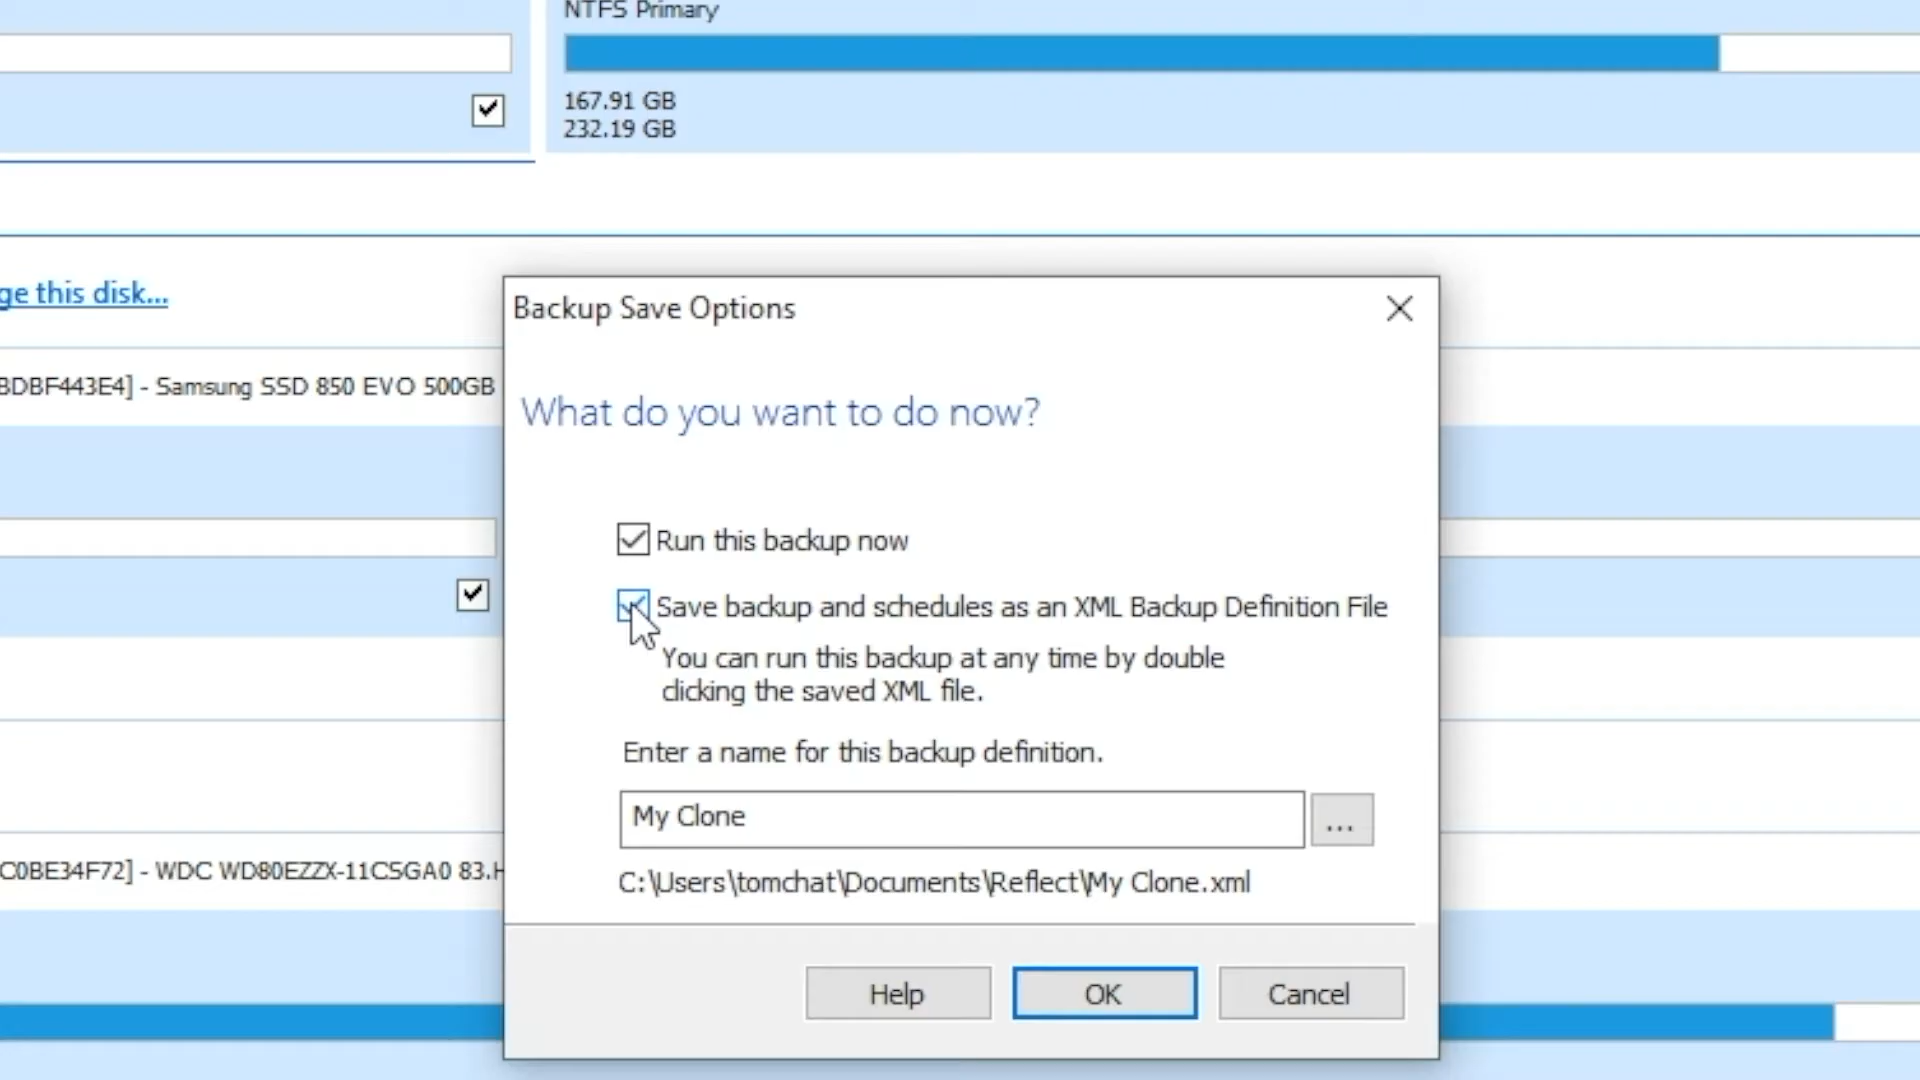 NTFS Primary
167.91 GB
232.19 GB
ge this disk...
BDBF443E4] - Samsung SSD 850 EVO 500GB
Backup Save Options
What do you want to do now?
Run this backup now
Save backup and schedules as an XML Backup Definition File
You can run this backup at any time by double
clicking the saved XML file.
Enter a name for this backup definition.
My Clone
...
C0BE34F72] - WDC WD80EZZX-11CSGA0 83.H
C:\Users\tomchat\Documents\Reflect\My Clone.xml
Help
OK
Cancel